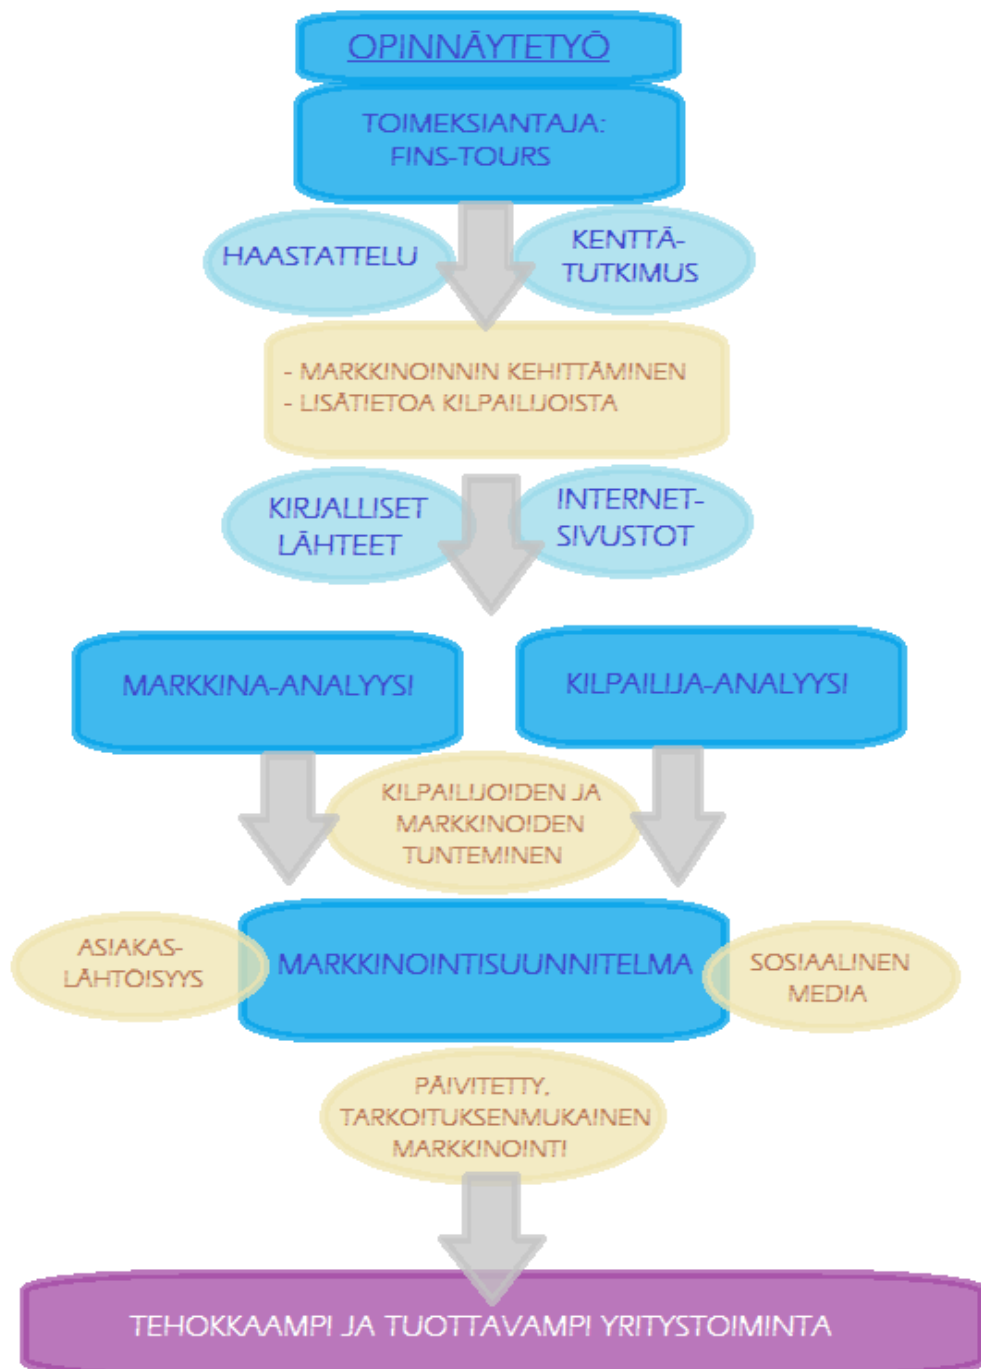 OPINNÄYTETYÖ
TOIMEKSIANTAJA:
FINS-TOURS
HAASTATTELU
KENTTÄ-
TUTKIMUS
- MARKKINOINNIN KEHITTÄMINEN
- LISÄTIETOA KILPAILIJOISTA
KIRJALLISET
LÄHTEET
INTERNET-
SIVUSTOT
MARKKINA-ANALYYSI
KILPAILIJA-ANALYYSI
KILPAILIJOIDEN JA
MARKKINOIDEN
TUNTEMINEN
ASIAKAS-
LÄHTÖISYYS
MARKKINOINTISUUNNITELMA
SOSIAALINEN
MEDIA
PÄIVITETTY,
TARKOITUKSENMUKAINEN
MARKKINOINTI
TEHOKKAAMPI JA TUOTTAVAMPI YRITYSTOIMINTA